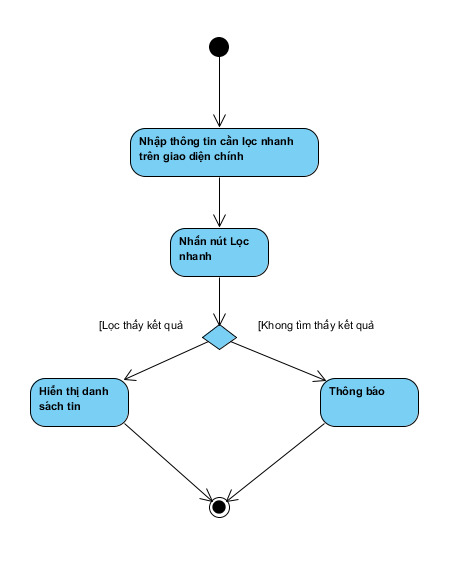 Nhập thông tin cần lọc nhanh
trên giao diện chính
Nhấn nút Lọc
nhanh
[Lọc thấy kết quả
[Khong tìm thấy kết quả
Hiển thị danh
sách tin
Thông báo